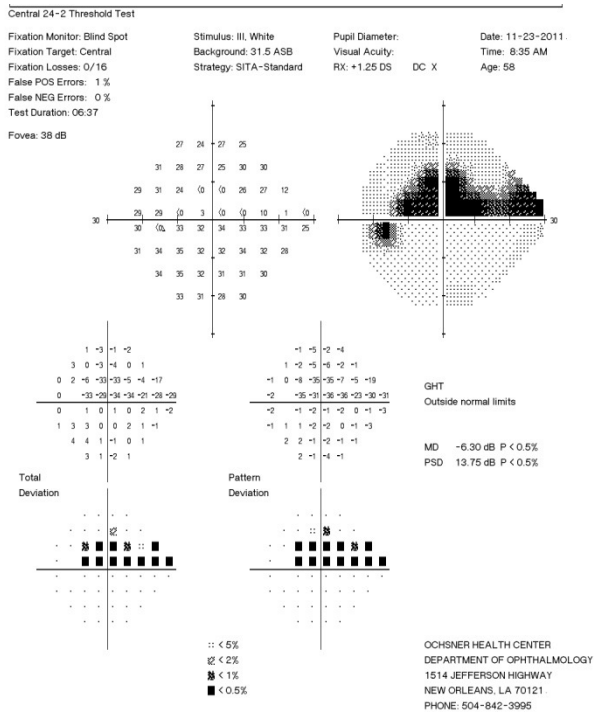 Central 24-2 Threshold Test
Fixation Monitor: Blind Spot
Fixation Target: Central
Fixation Losses: 0/16
False POS Errors: 1 %
False NEG Errors: 0 %
Test Duration: 06:37
Fovea: 38 dB
Stimulus: III, White
Background: 31.5 ASB
Strategy: SITA-Standard
Pupil Diameter:
Visual Acuity:
RX: +1.25 DS DC X
Date: 11-23-2011
Time: 8:35 AM
Age: 58
27 24 27 25
31 28 27 25 30 30
29 31 24 (0 (0 26 27 12
30 29 29 (0 3 (0 (0 10 1 (0 30
30 (0 33 32 34 33 33 31 25
31 34 35 32 32 34 32 28
34 35 32 31 31 30
33 31 28 30
1 -3 -1 -2
3 0 -3 -4 0 1
0 2 -6 -33 -33 -5 -4 -17
0 -33 -29 -34 -34 -21 -28 -29
0 1 0 1 0 2 1 -2
1 3 3 0 0 2 1 -1
4 4 1 -1 0 1
3 1 -2 1
Total
Deviation
-1 -5 -2 -4
1 -2 -5 -6 -2 -1
-1 0 -8 -35 -35 -7 -5 -19
-2 -35 -31 -36 -36 -23 -30 -31
-2 -1 -2 -1 -2 0 -1 -3
-1 1 1 -2 -2 0 -1 -3
2 2 -1 -1 -2 -1
2 -1 -4 -1
Pattern
Deviation
GHT
Outside normal limits
MD -6.30 dB P < 0.5%
PSD 13.75 dB P < 0.5%
< 5%
< 2%
< 1%
< 0.5%
OCHSNER HEALTH CENTER
DEPARTMENT OF OPHTHALMOLOGY
1514 JEFFERSON HIGHWAY
NEW ORLEANS, LA 70121
PHONE: 504-842-3995